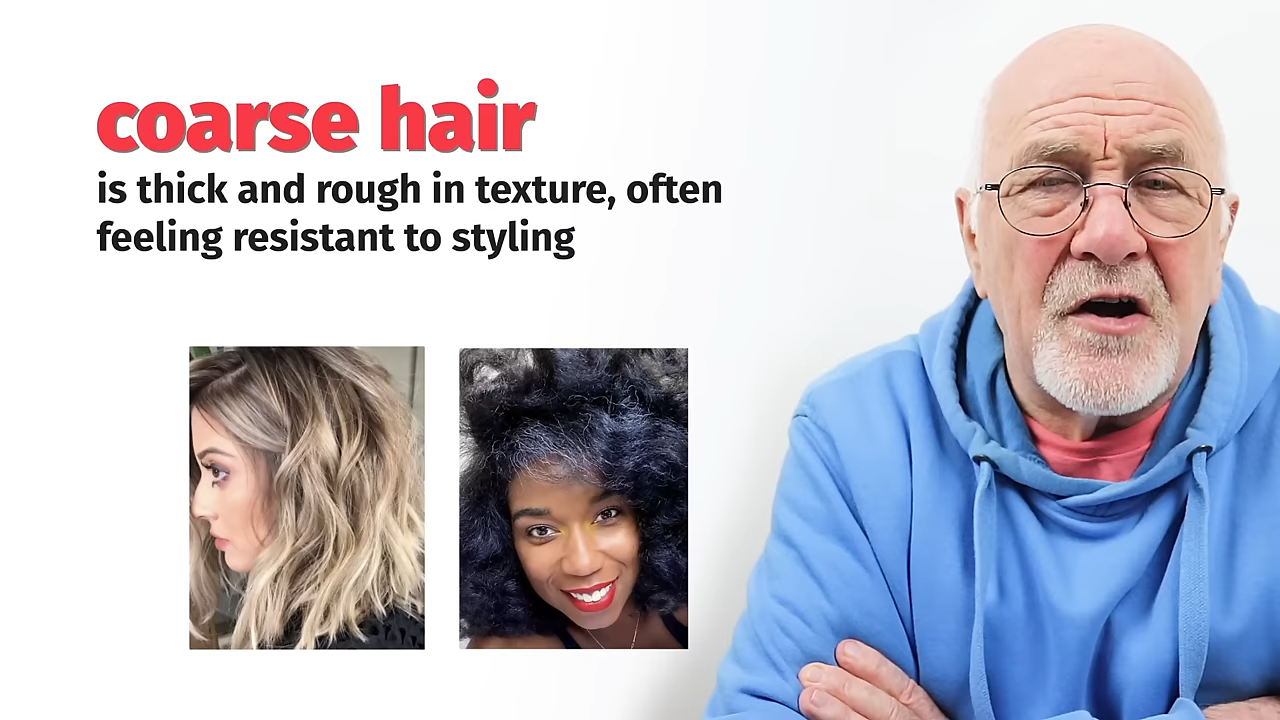 coarse hair
is thick and rough in texture, often
feeling resistant to styling